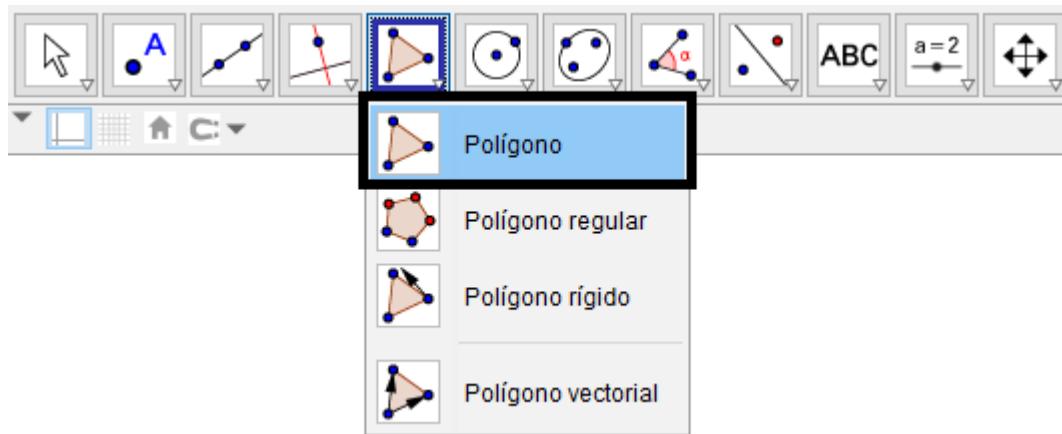 A
α
ABC
a = 2
Polígono
Polígono regular
Polígono rígido
Polígono vectorial